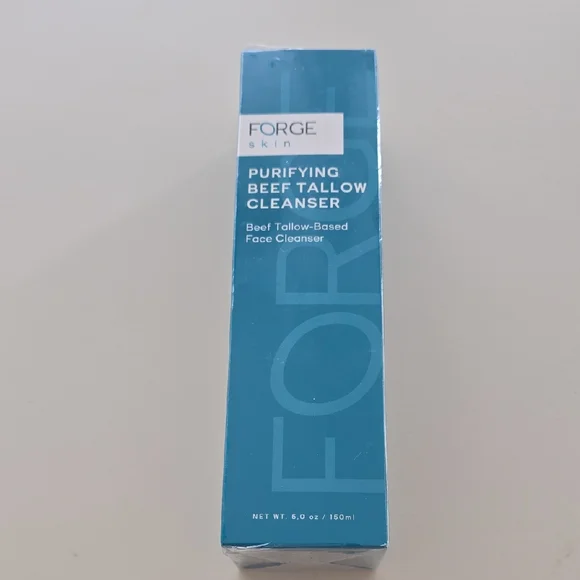 FORGE
skin
PURIFYING
BEEF TALLOW
CLEANSER
Beef Tallow-Based
Face Cleanser
FORGE
NET WT. 5.0 oz / 150ml